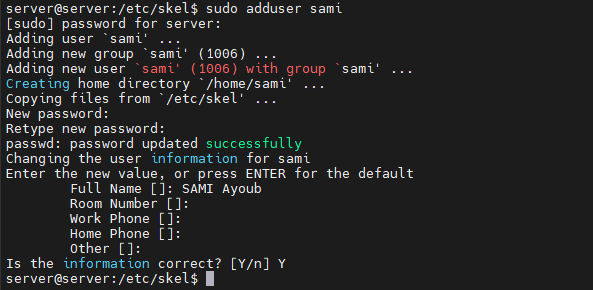 server@server:/etc/skel$ sudo adduser sami
[sudo] password for server:
Adding user `sami' ...
Adding new group `sami' (1006) ...
Adding new user `sami' (1006) with group `sami' ...
Creating home directory `/home/sami' ...
Copying files from `/etc/skel' ...
New password:
Retype new password:
passwd: password updated successfully
Changing the user information for sami
Enter the new value, or press ENTER for the default
Full Name []: SAMI Ayoub
Room Number []:
Work Phone []:
Home Phone []:
Other []:
Is the information correct? [Y/n] Y
server@server:/etc/skel$